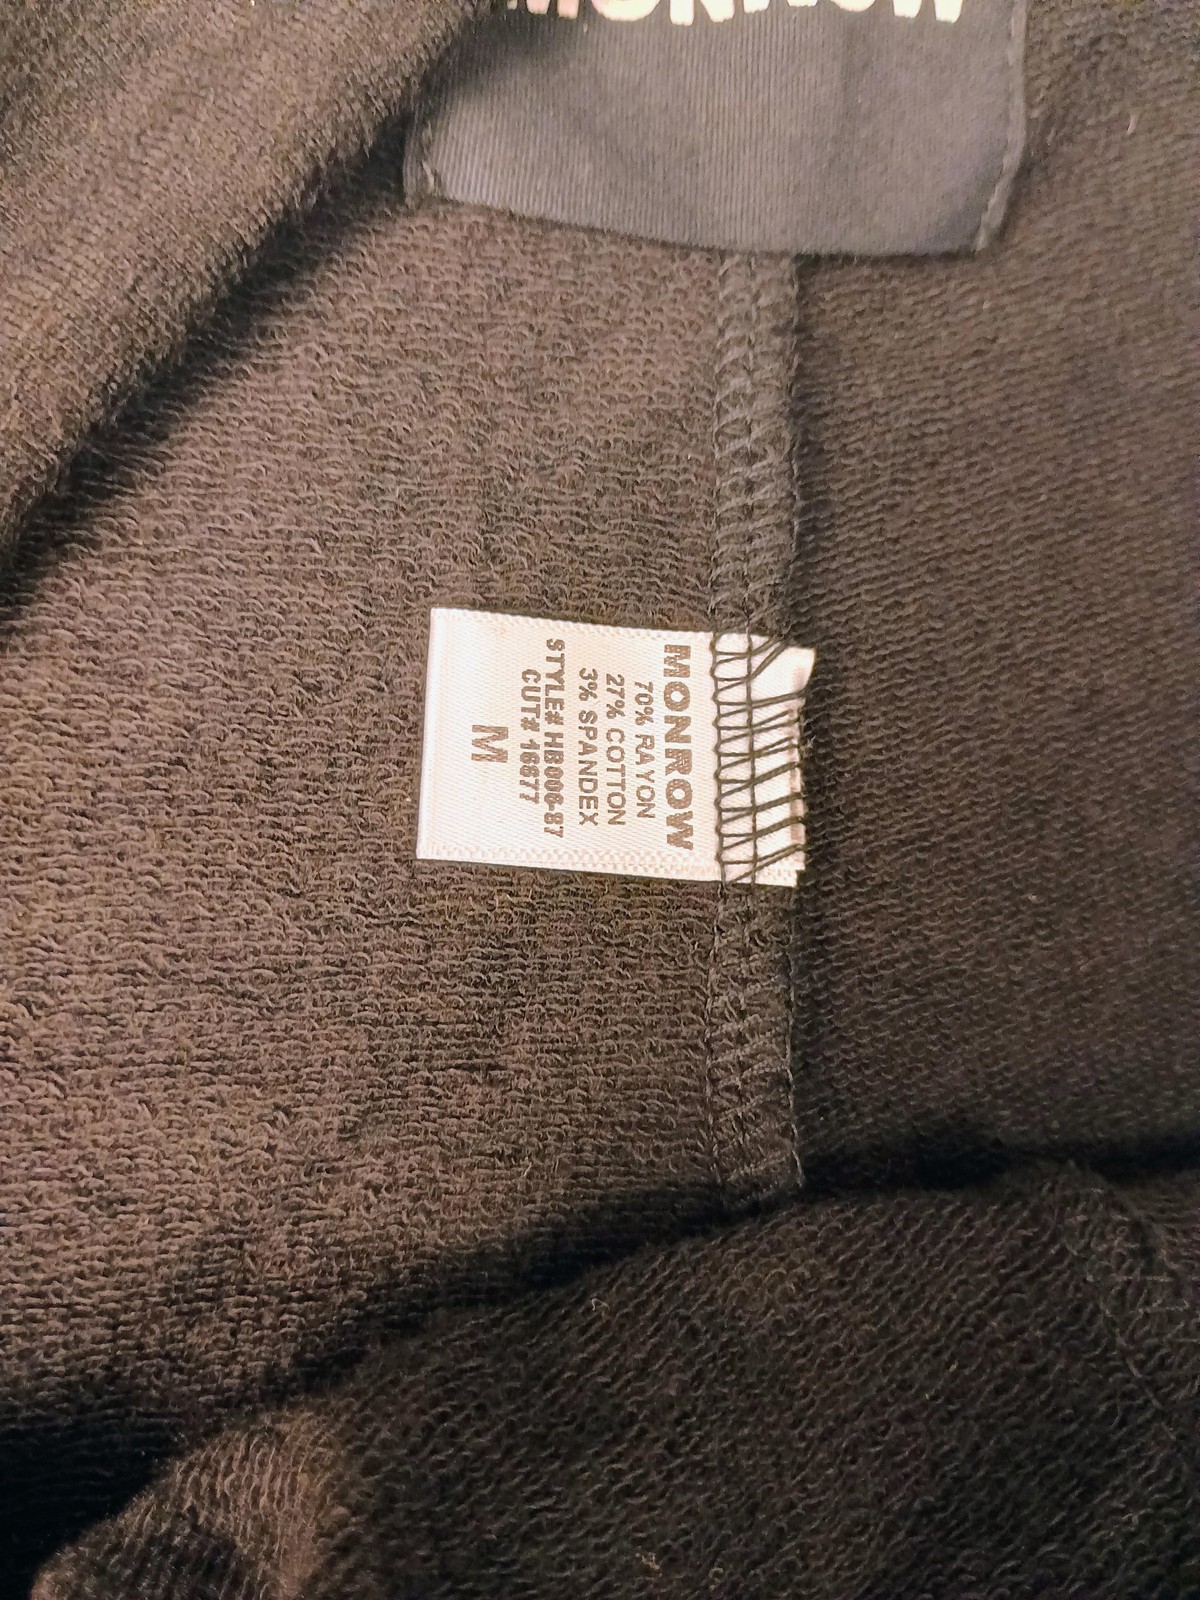 MONROW
MONROW
70% RAYON
27% COTTON
3% SPANDEX
STYLE# HB006-87
CUT# 16677
M